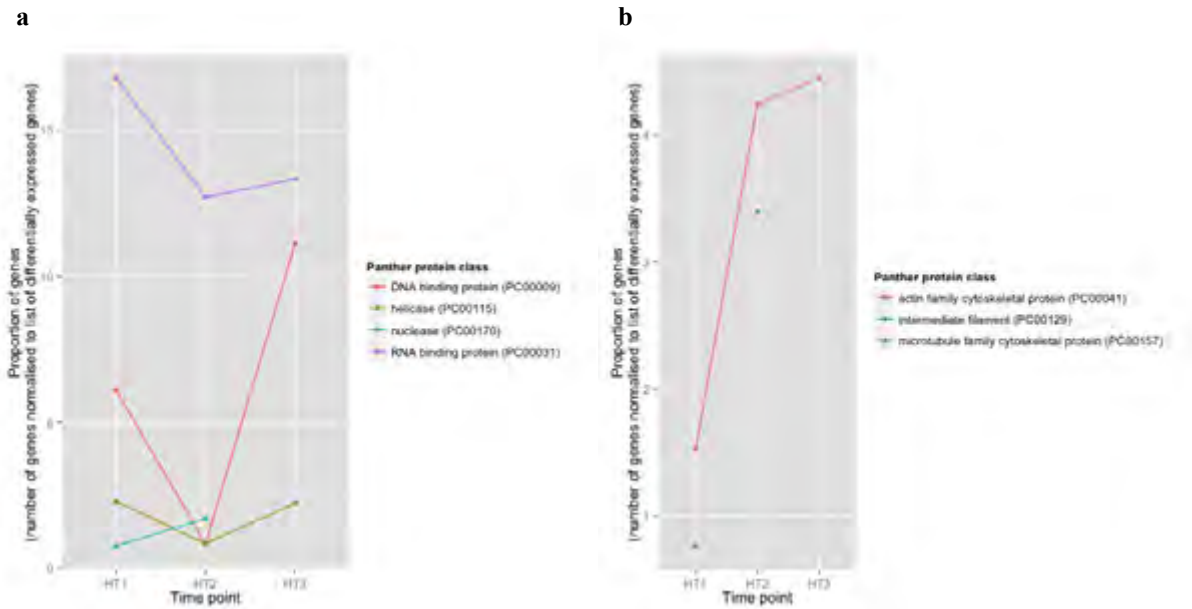 a
b
Proportion of genes
(number of genes normalised to list of differentially expressed genes)
15
10
5
0
HT1
HT2
HT3
Time point
Panther protein class
DNA binding protein (PC00009)
helicase (PC00115)
nuclease (PC00170)
RNA binding protein (PC00031)
Proportion of genes
(number of genes normalised to list of differentially expressed genes)
4
3
2
1
HT1
HT2
HT3
Time point
Panther protein class
actin family cytoskeletal protein (PC00041)
intermediate filament (PC00129)
microtubule family cytoskeletal protein (PC00157)